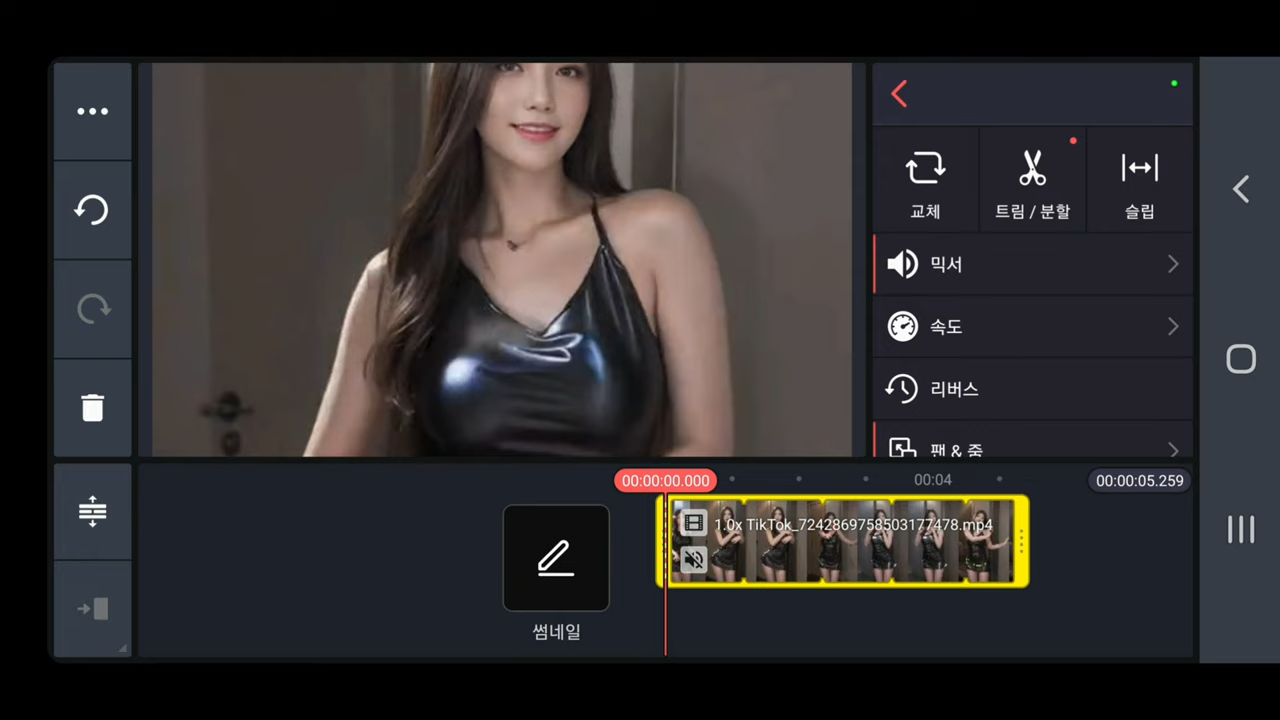 교체
트림 / 분할
슬립
믹서
속도
리버스
팬 & 줌
00:00:00.000
00:04
00:00:05.259
1.0x TikTok_7242869758503177478.mp4
썸네일